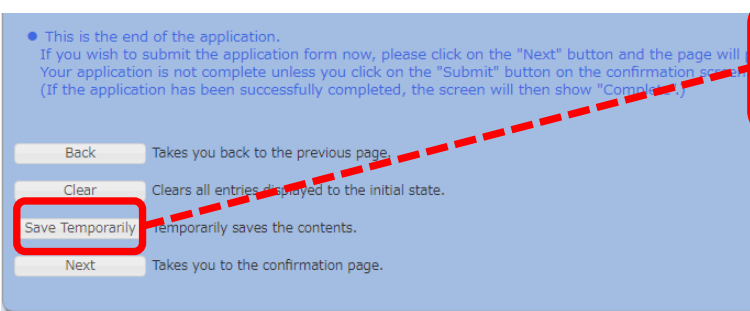 ● This is the end of the application.
If you wish to submit the application form now, please click on the "Next" button and the page will
Your application is not complete unless you click on the "Submit" button on the confirmation screen
(If the application has been successfully completed, the screen will then show "Complete".)
Back Takes you back to the previous page.
Clear Clears all entries displayed to the initial state.
Save Temporarily Temporarily saves the contents.
Next Takes you to the confirmation page.